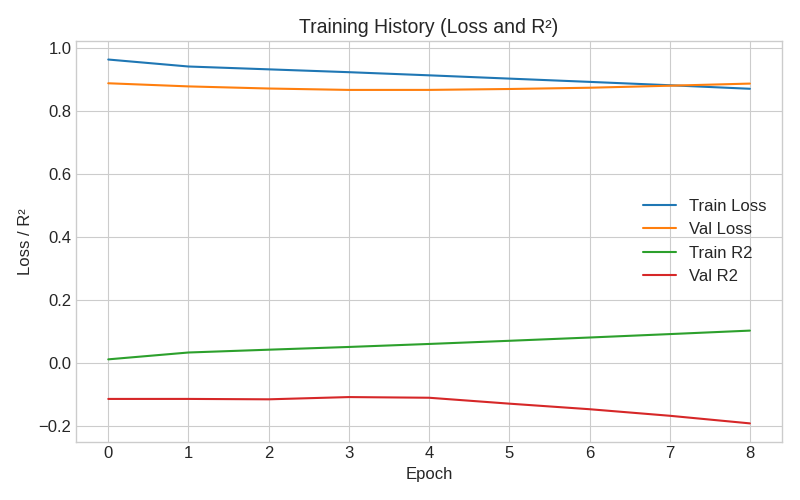 Training History (Loss and R²)
1.0
0.8
0.6
0.4
0.2
0.0
−0.2
Loss / R²
Train Loss
Val Loss
Train R2
Val R2
0 1 2 3 4 5 6 7 8
Epoch